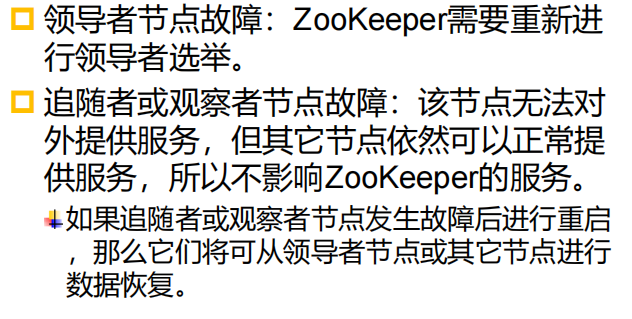 领导者节点故障：ZooKeeper需要重新进
行领导者选举。
追随者或观察者节点故障：该节点无法对
外提供服务，但其它节点依然可以正常提
供服务，所以不影响ZooKeeper的服务。
如果追随者或观察者节点发生故障后进行重启
，那么它们将可从领导者节点或其它节点进行
数据恢复。